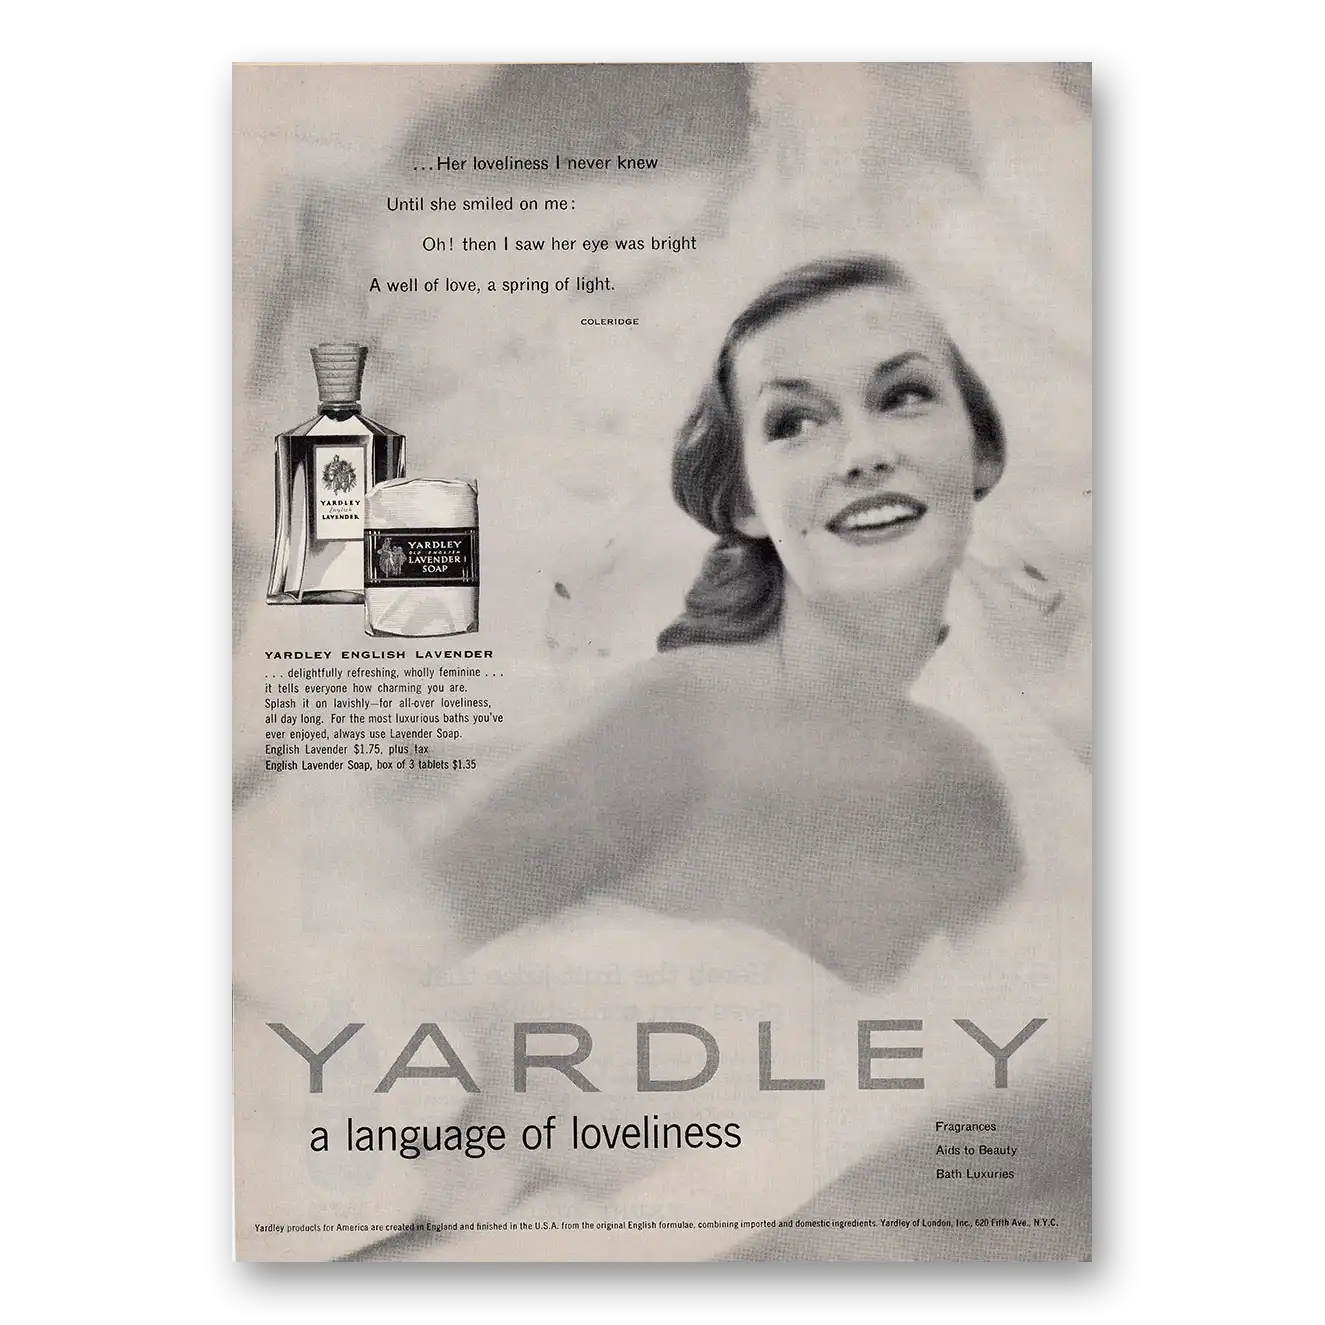 ...Her loveliness I never knew
Until she smiled on me:
Oh! then I saw her eye was bright
A well of love, a spring of light.
COLERIDGE
YARDLEY
English
LAVENDER
YARDLEY
OLD ENGLISH
LAVENDER
SOAP
YARDLEY ENGLISH LAVENDER
. . . delightfully refreshing, wholly feminine . . .
it tells everyone how charming you are.
Splash it on lavishly—for all-over loveliness,
all day long. For the most luxurious baths you've
ever enjoyed, always use Lavender Soap.
English Lavender $1.75, plus tax
English Lavender Soap, box of 3 tablets $1.35
YARDLEY
a language of loveliness
Fragrances
Aids to Beauty
Bath Luxuries
Yardley products for America are created in England and finished in the U.S.A. from the original English formulae, combining imported and domestic ingredients. Yardley of London, Inc., 620 Fifth Ave., N.Y.C.